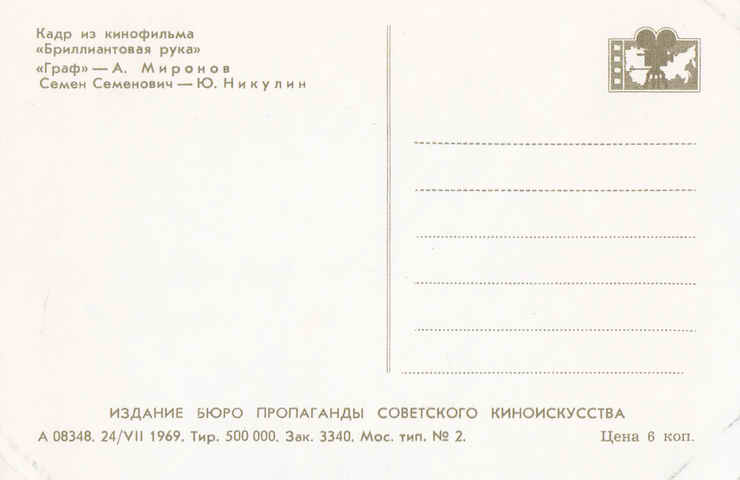 Кадр из кинофильма
«Бриллиантовая рука»
«Граф» — А. Миронов
Семен Семенович — Ю. Никулин
ИЗДАНИЕ БЮРО ПРОПАГАНДЫ СОВЕТСКОГО КИНОИСКУССТВА
А 08348. 24/VII 1969. Тир. 500 000. Зак. 3340. Мос. тип. № 2. Цена 6 коп.